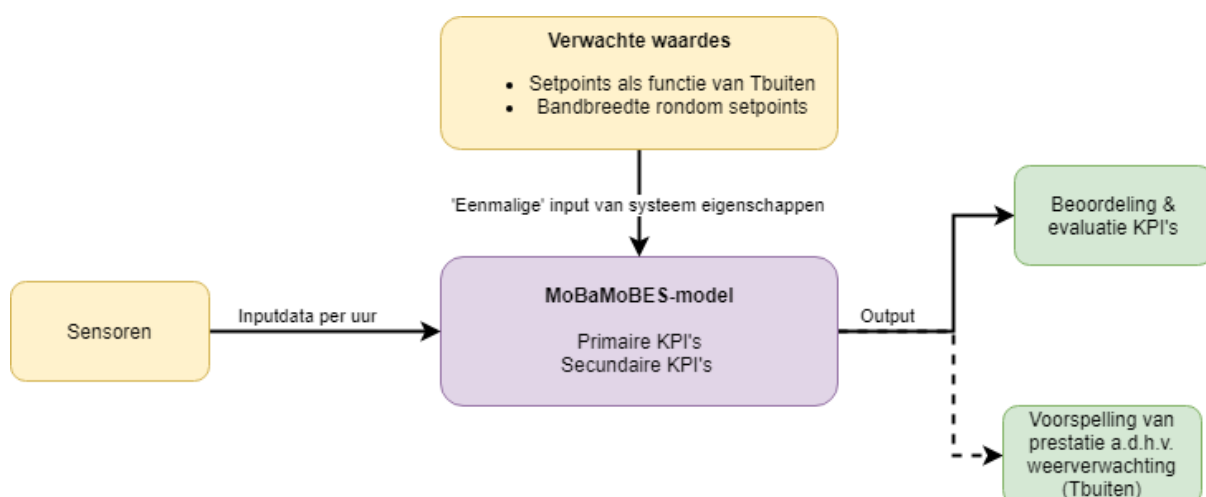 Verwachte waardes
• Setpoints als functie van Tbuiten
• Bandbreedte rondom setpoints
'Eenmalige' input van systeem eigenschappen
Beoordeling &
evaluatie KPI's
Sensoren
Inputdata per uur
MoBaMoBES-model
Primaire KPI's
Secundaire KPI's
Output
Voorspelling van
prestatie a.d.h.v.
weerverwachting
(Tbuiten)